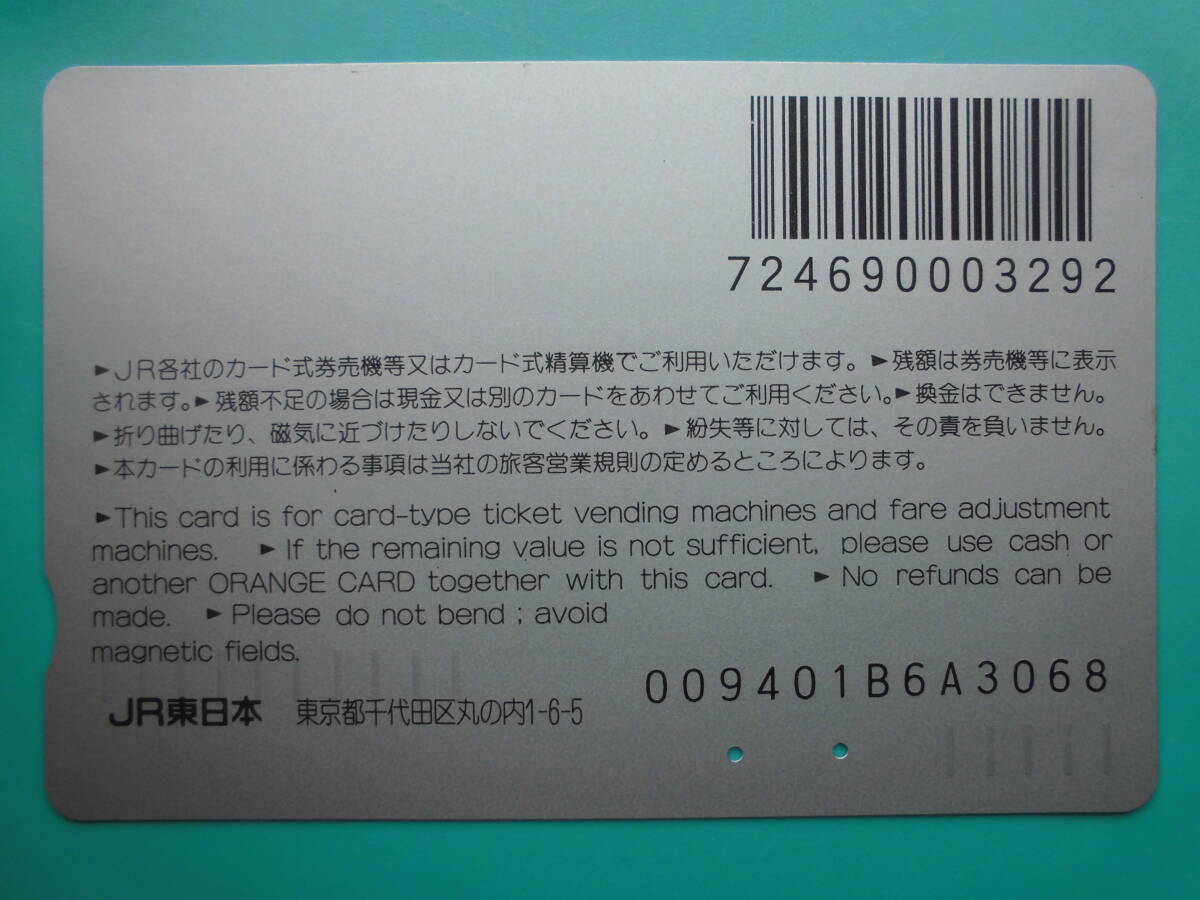 724690003292
►JR各社のカード式券売機等又はカード式精算機でご利用いただけます。►残額は券売機等に表示
されます。►残額不足の場合は現金又は別のカードをあわせてご利用ください。►換金はできません。
►折り曲げたり、磁気に近づけたりしないでください。►紛失等に対しては、その責を負いません。
►本カードの利用に係わる事項は当社の旅客営業規則の定めるところによります。
►This card is for card-type ticket vending machines and fare adjustment
machines. ►If the remaining value is not sufficient, please use cash or
another ORANGE CARD together with this card. ►No refunds can be
made. ►Please do not bend ; avoid
magnetic fields.
009401B6A3068
JR東日本 東京都千代田区丸の内1-6-5